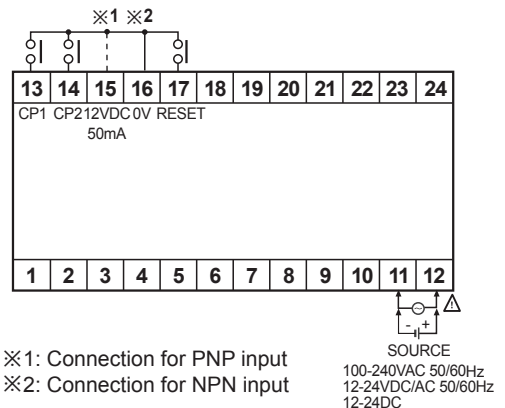 ※1 ※2
13 14 15 16 17 18 19 20 21 22 23 24
CP1 CP2 12VDC 0V RESET
50mA
1 2 3 4 5 6 7 8 9 10 11 12
- +
SOURCE
100-240VAC 50/60Hz
12-24VDC/AC 50/60Hz
12-24DC
※1: Connection for PNP input
※2: Connection for NPN input